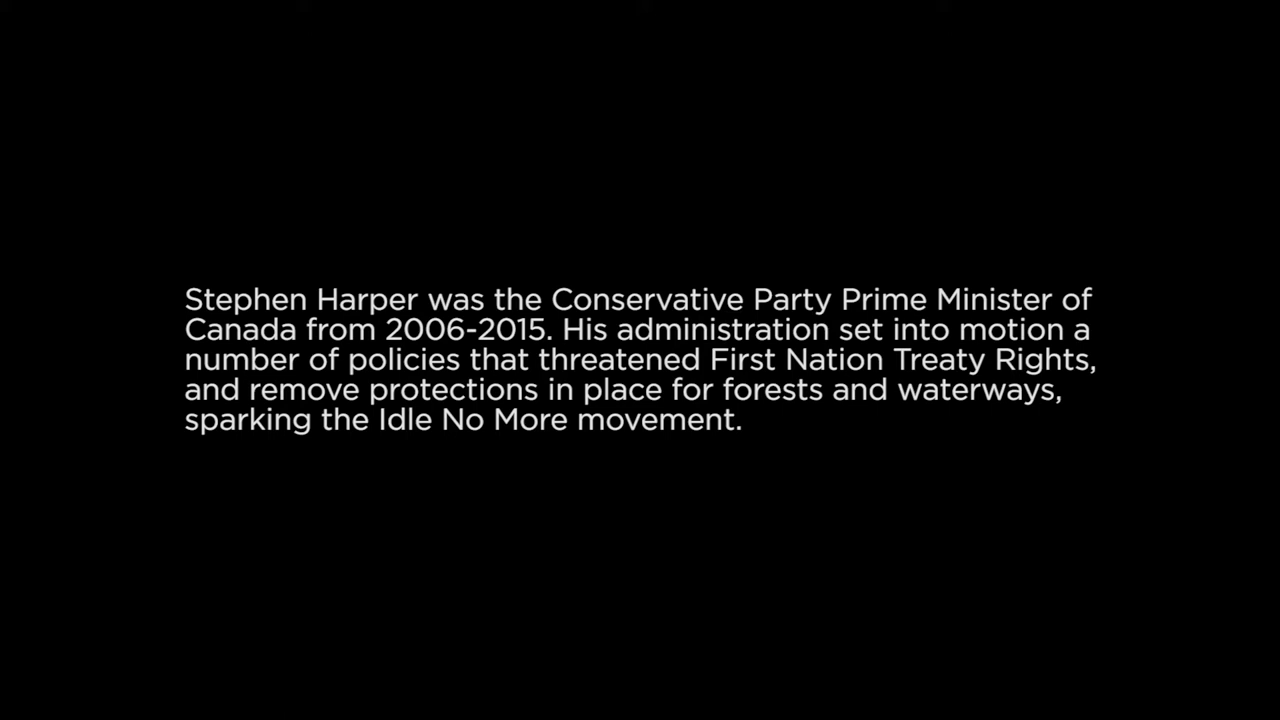 Stephen Harper was the Conservative Party Prime Minister of
Canada from 2006-2015. His administration set into motion a
number of policies that threatened First Nation Treaty Rights,
and remove protections in place for forests and waterways,
sparking the Idle No More movement.